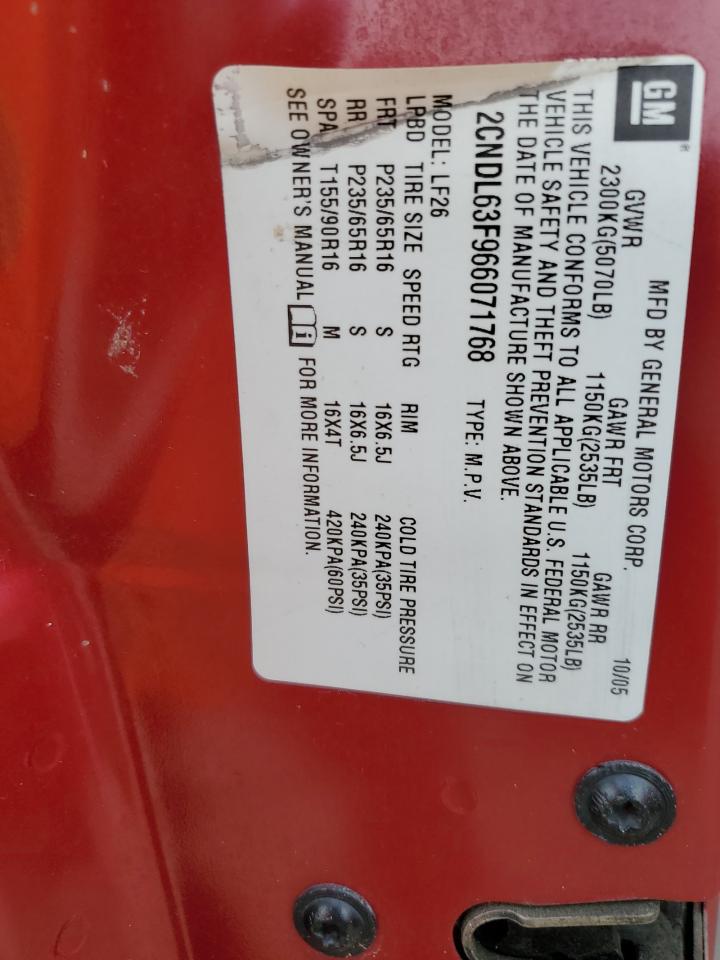 GM®
MFD BY GENERAL MOTORS CORP. 10/05
GVWR GAWR FRT GAWR RR
2300KG(5070LB) 1150KG(2535LB) 1150KG(2535LB)
THIS VEHICLE CONFORMS TO ALL APPLICABLE U.S. FEDERAL MOTOR
VEHICLE SAFETY AND THEFT PREVENTION STANDARDS IN EFFECT ON
THE DATE OF MANUFACTURE SHOWN ABOVE.
2CNDL63F966071768 TYPE: M.P.V.
MODEL: LF26
LPBD TIRE SIZE SPEED RTG RIM COLD TIRE PRESSURE
FRT P235/65R16 S 16X6.5J 240KPA(35PSI)
RR P235/65R16 S 16X6.5J 240KPA(35PSI)
SPA T155/90R16 M 16X4T 420KPA(60PSI)
SEE OWNER'S MANUAL i FOR MORE INFORMATION.